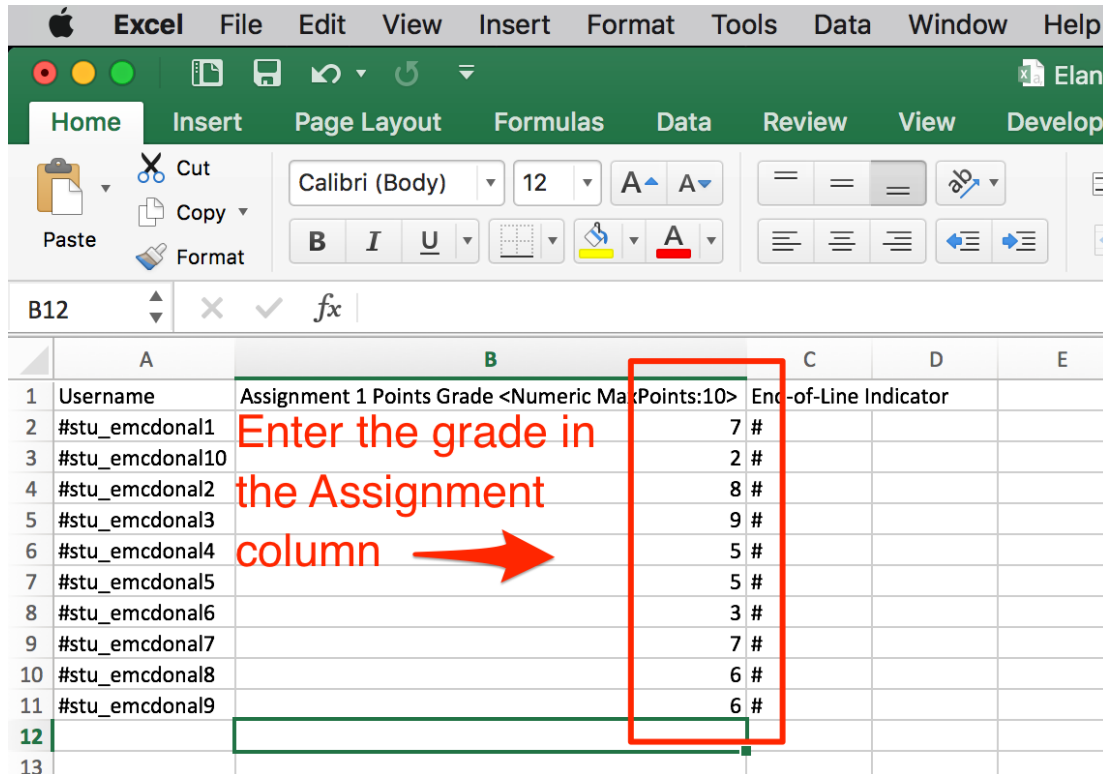 Excel File Edit View Insert Format Tools Data Window Help
Elan
Home Insert Page Layout Formulas Data Review View Develop
Paste
Cut
Copy
Format
Calibri (Body) 12 A A
B I U A ab
B12 fx
A B C D E
1 Username Assignment 1 Points Grade <Numeric MaxPoints:10> End-of-Line Indicator
2 #stu_emcdonal1 7 #
3 #stu_emcdonal10 2 #
4 #stu_emcdonal2 8 #
5 #stu_emcdonal3 9 #
6 #stu_emcdonal4 5 #
7 #stu_emcdonal5 5 #
8 #stu_emcdonal6 3 #
9 #stu_emcdonal7 7 #
10 #stu_emcdonal8 6 #
11 #stu_emcdonal9 6 #
12
13
Enter the grade in
the Assignment
column